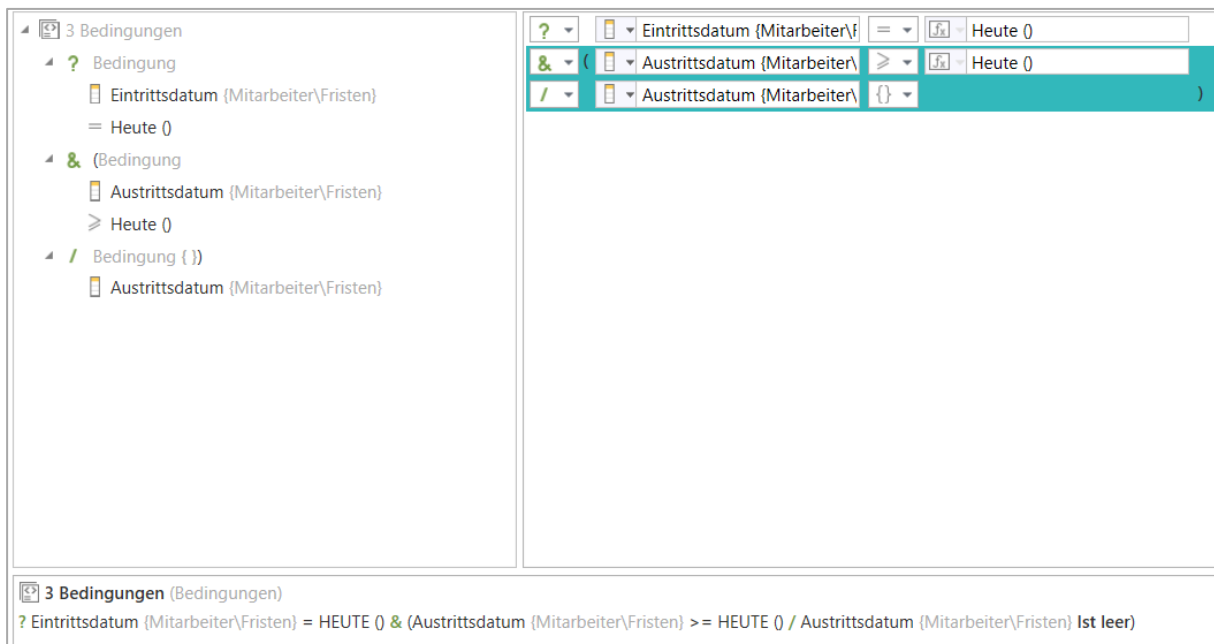 3 Bedingungen
? Bedingung
Eintrittsdatum {Mitarbeiter\Fristen}
= Heute ()
& (Bedingung
Austrittsdatum {Mitarbeiter\Fristen}
⩾ Heute ()
/ Bedingung { })
Austrittsdatum {Mitarbeiter\Fristen}
? Eintrittsdatum {Mitarbeiter\F = fx Heute ()
& ( Austrittsdatum {Mitarbeiter\ ⩾ fx Heute ()
/ Austrittsdatum {Mitarbeiter\ {} )
3 Bedingungen (Bedingungen)
? Eintrittsdatum {Mitarbeiter\Fristen} = HEUTE () & (Austrittsdatum {Mitarbeiter\Fristen} >= HEUTE () / Austrittsdatum {Mitarbeiter\Fristen} Ist leer)